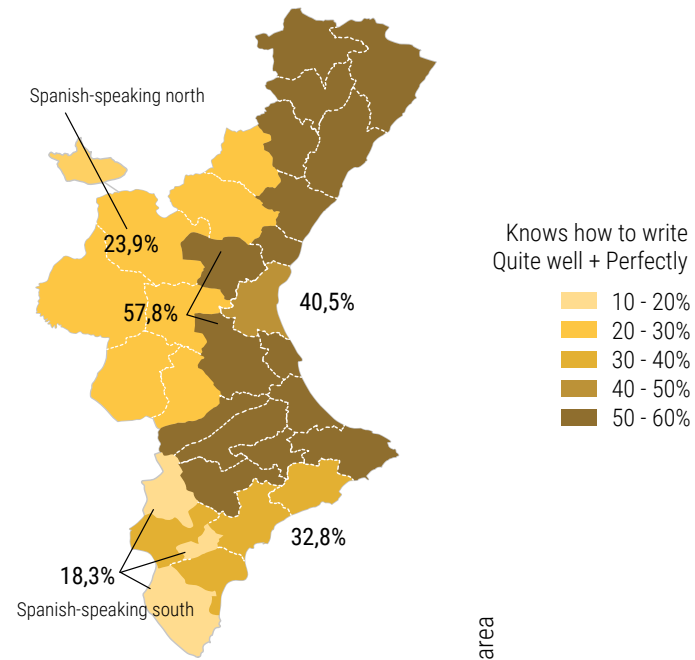 Spanish-speaking north
23,9%
57,8%
40,5%
Knows how to write
Quite well + Perfectly
10 - 20%
20 - 30%
30 - 40%
40 - 50%
50 - 60%
32,8%
18,3%
Spanish-speaking south
area